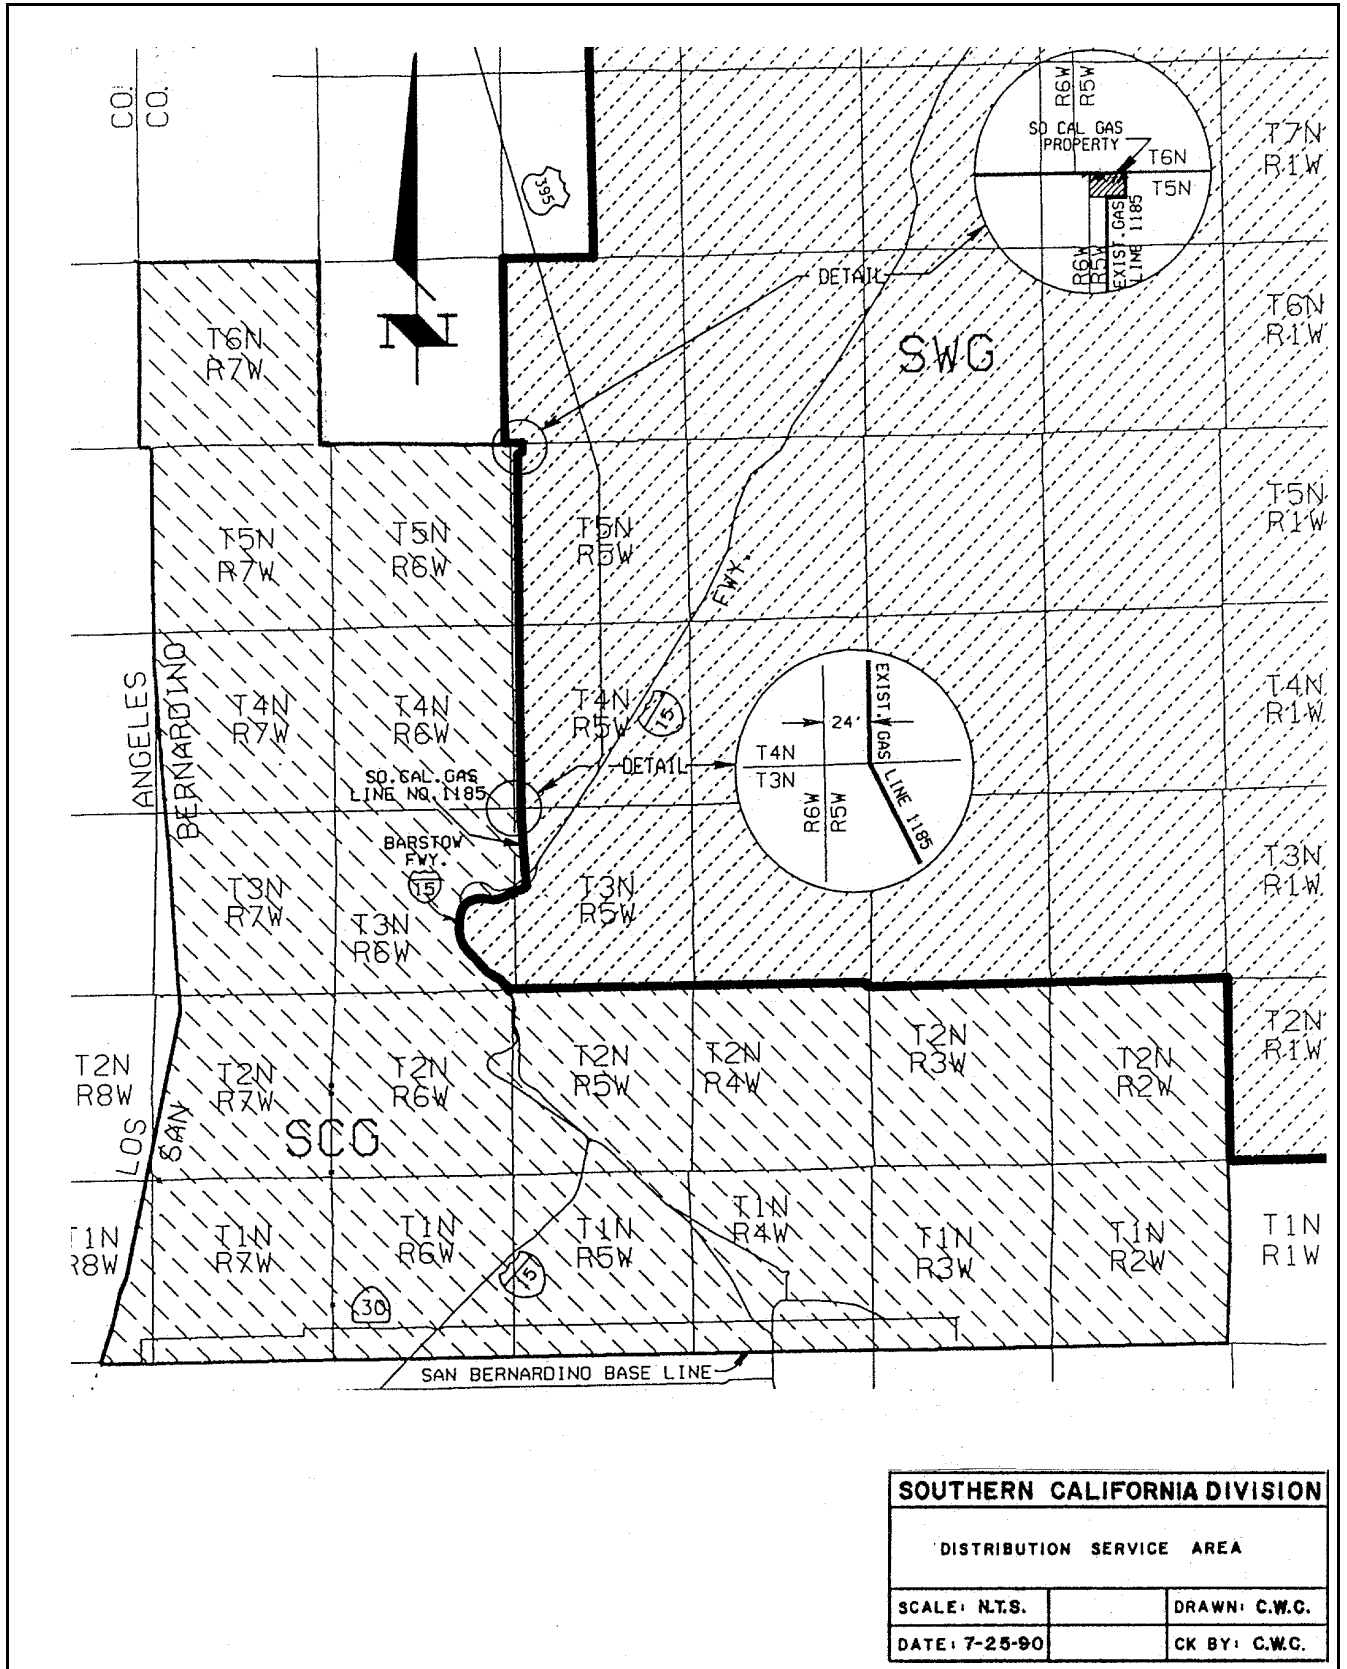 CO.
CO.
395
R6W
R5W
SO CAL GAS
PROPERTY
T6N
T5N
R6W
R5W
EXIST. GAS
LINE 1185
T7N
R1W
DETAIL
T6N
R7W
N
SWG
T6N
R1W
T5N
R7W
T5N
R6W
T5N
R5W
FWY.
T5N
R1W
ANGELES
BERNARDINO
T4N
R7W
T4N
R6W
T4N
R5W
15
T4N
R1W
SO. CAL. GAS
LINE NO. 1185
DETAIL
24'
EXIST. GAS LINE 1185
T4N
T3N
R6W
R5W
BARSTOW
FWY.
15
T3N
R7W
T3N
R6W
T3N
R5W
T3N
R1W
T2N
R8W
T2N
R7W
T2N
R6W
T2N
R5W
T2N
R4W
T2N
R3W
T2N
R2W
T2N
R1W
LOS
SAN
SCG
T1N
R8W
T1N
R7W
T1N
R6W
T1N
R5W
T1N
R4W
T1N
R3W
T1N
R2W
T1N
R1W
15
30
SAN BERNARDINO BASE LINE
SOUTHERN CALIFORNIA DIVISION
DISTRIBUTION SERVICE AREA
SCALE: N.T.S.
DRAWN: C.W.C.
DATE: 7-25-90
CK BY: C.W.C.